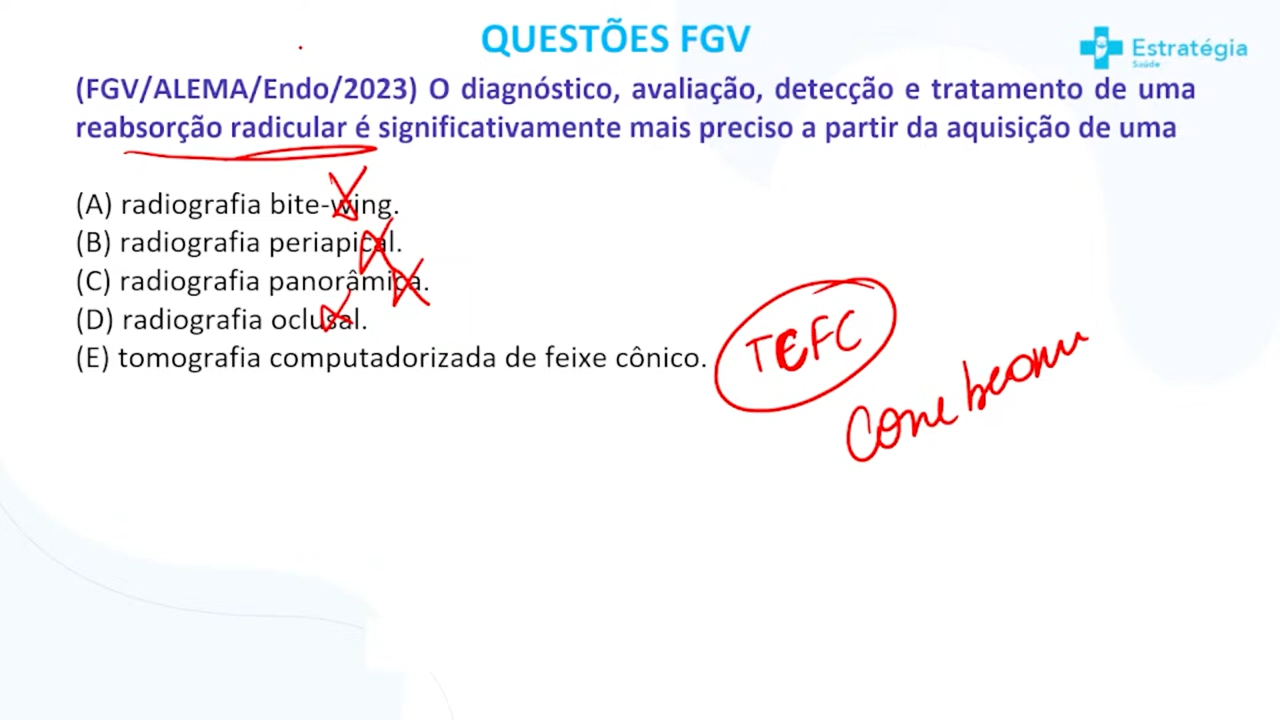 QUESTÕES FGV
Estratégia
Saúde
(FGV/ALEMA/Endo/2023) O diagnóstico, avaliação, detecção e tratamento de uma
reabsorção radicular é significativamente mais preciso a partir da aquisição de uma
(A) radiografia bite-wing.
(B) radiografia periapical.
(C) radiografia panorâmica.
(D) radiografia oclusal.
(E) tomografia computadorizada de feixe cônico.
TCFC
Cone beam